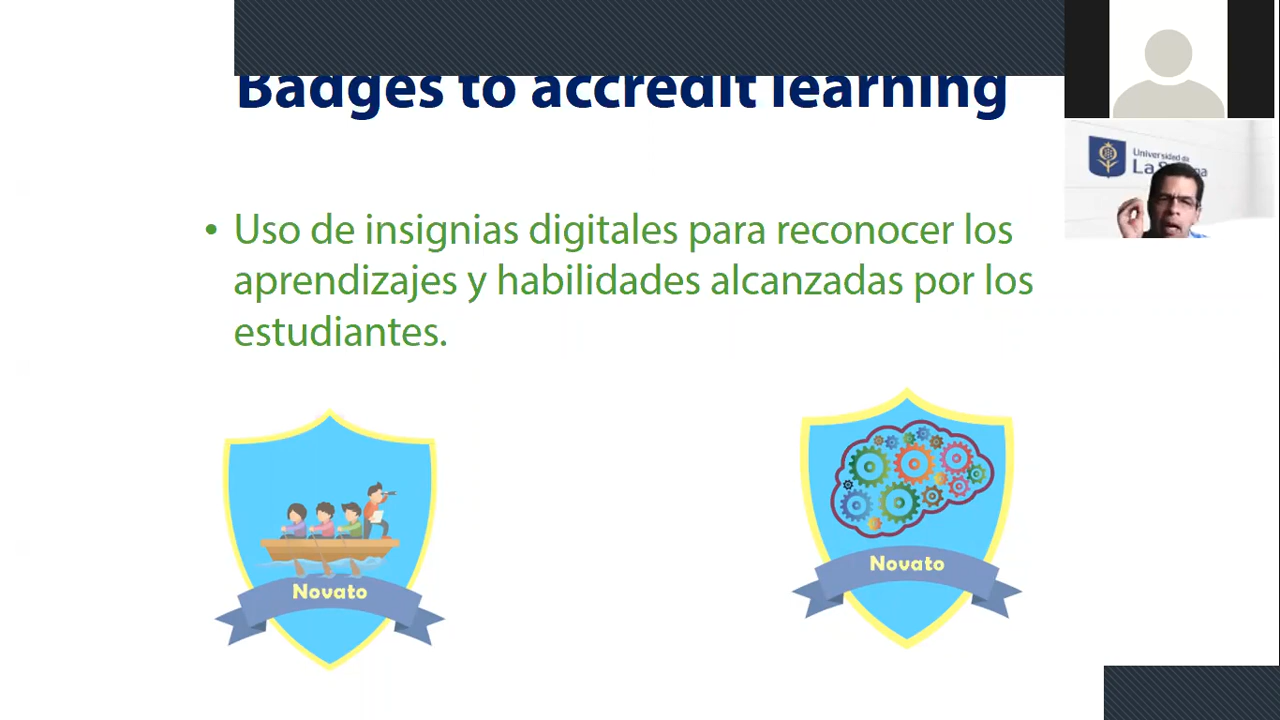 Badges to accredit learning
Universidad de
• Uso de insignias digitales para reconocer los
aprendizajes y habilidades alcanzadas por los
estudiantes.
Novato
Novato